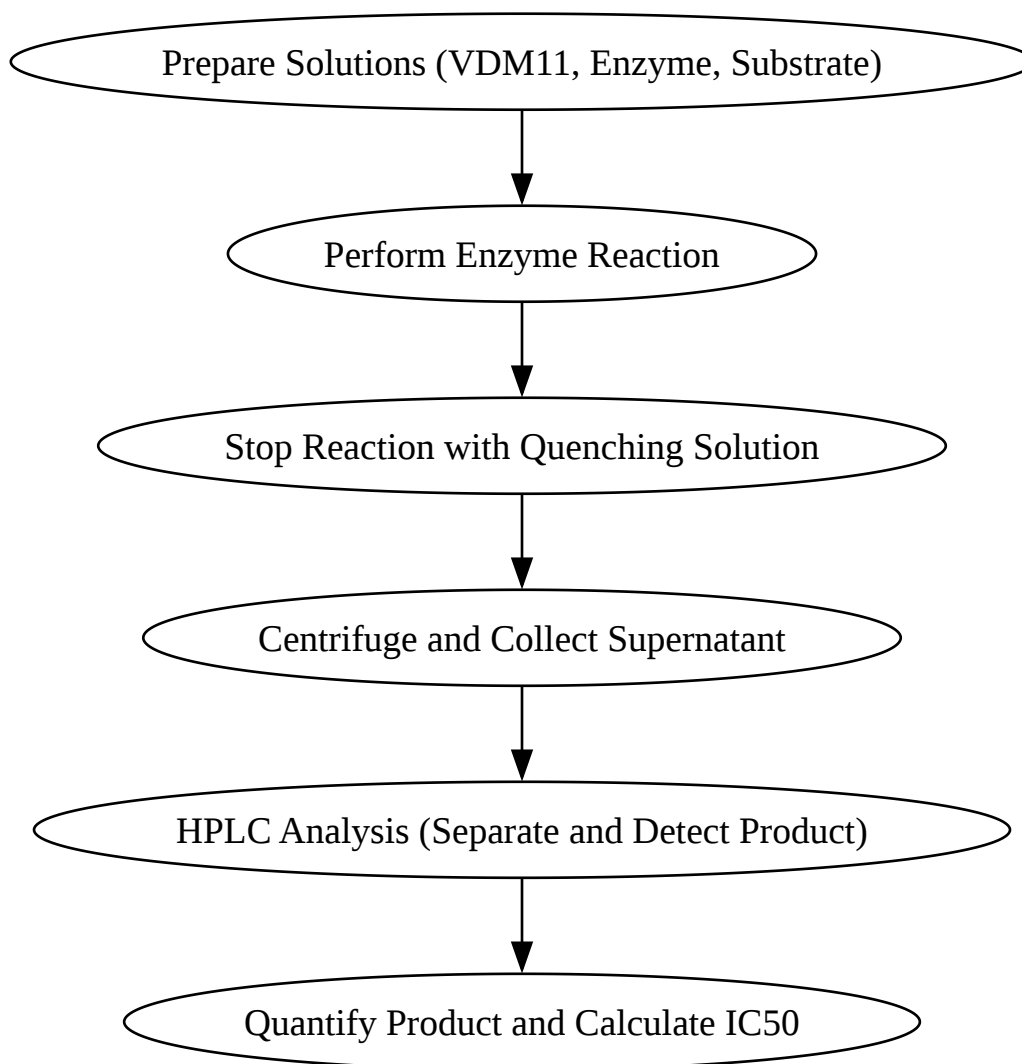 Prepare Solutions (VDM11, Enzyme, Substrate)
Perform Enzyme Reaction
Stop Reaction with Quenching Solution
Centrifuge and Collect Supernatant
HPLC Analysis (Separate and Detect Product)
Quantify Product and Calculate IC50